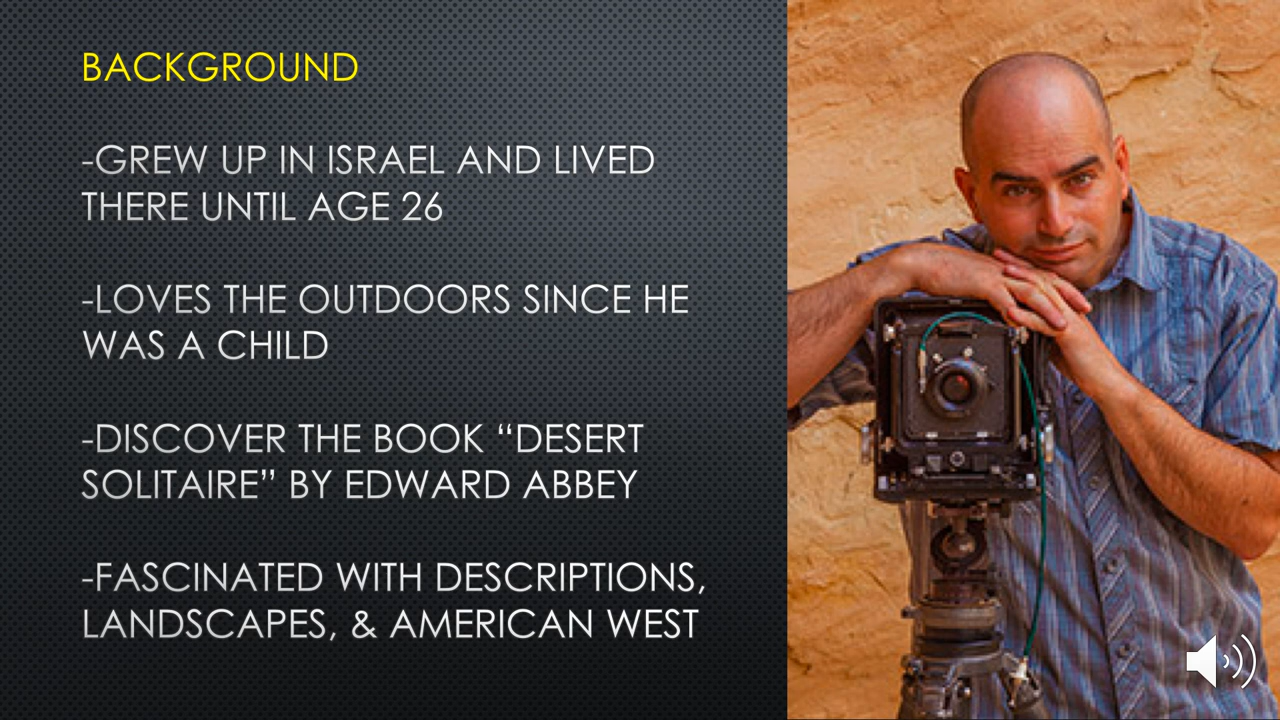 BACKGROUND
-GREW UP IN ISRAEL AND LIVED
THERE UNTIL AGE 26
-LOVES THE OUTDOORS SINCE HE
WAS A CHILD
-DISCOVER THE BOOK “DESERT
SOLITAIRE” BY EDWARD ABBEY
-FASCINATED WITH DESCRIPTIONS,
LANDSCAPES, & AMERICAN WEST